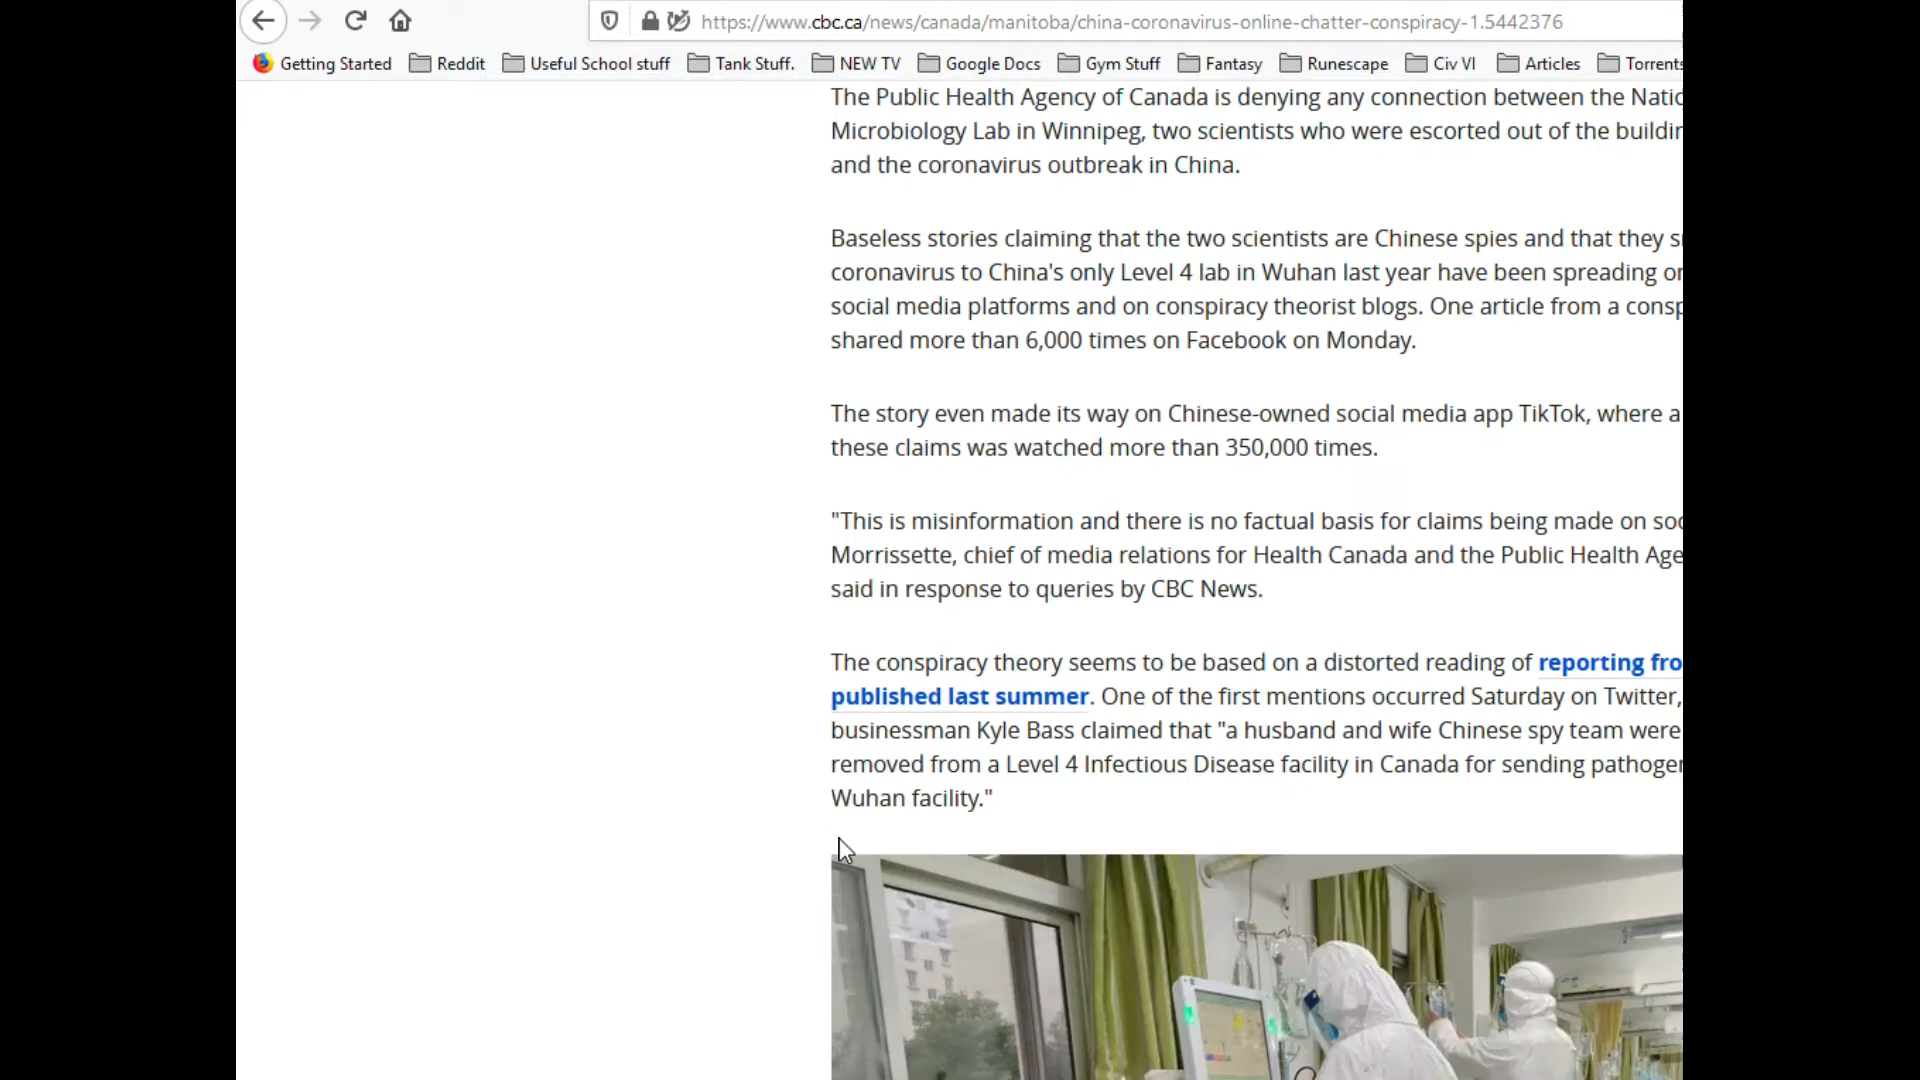 https://www.cbc.ca/news/canada/manitoba/china-coronavirus-online-chatter-conspiracy-1.5442376
Getting Started Reddit Useful School stuff Tank Stuff. NEW TV Google Docs Gym Stuff Fantasy Runescape Civ VI Articles Torrents
The Public Health Agency of Canada is denying any connection between the
Microbiology Lab in Winnipeg, two scientists who were escorted out of the
and the coronavirus outbreak in China.
Baseless stories claiming that the two scientists are Chinese spies and that they
coronavirus to China's only Level 4 lab in Wuhan last year have been spreading
social media platforms and on conspiracy theorist blogs. One article from a
shared more than 6,000 times on Facebook on Monday.
The story even made its way on Chinese-owned social media app TikTok, where a
these claims was watched more than 350,000 times.
"This is misinformation and there is no factual basis for claims being made on
Morrissette, chief of media relations for Health Canada and the Public Health
said in response to queries by CBC News.
The conspiracy theory seems to be based on a distorted reading of reporting
published last summer. One of the first mentions occurred Saturday on Twitter,
businessman Kyle Bass claimed that "a husband and wife Chinese spy team were
removed from a Level 4 Infectious Disease facility in Canada for sending
Wuhan facility."